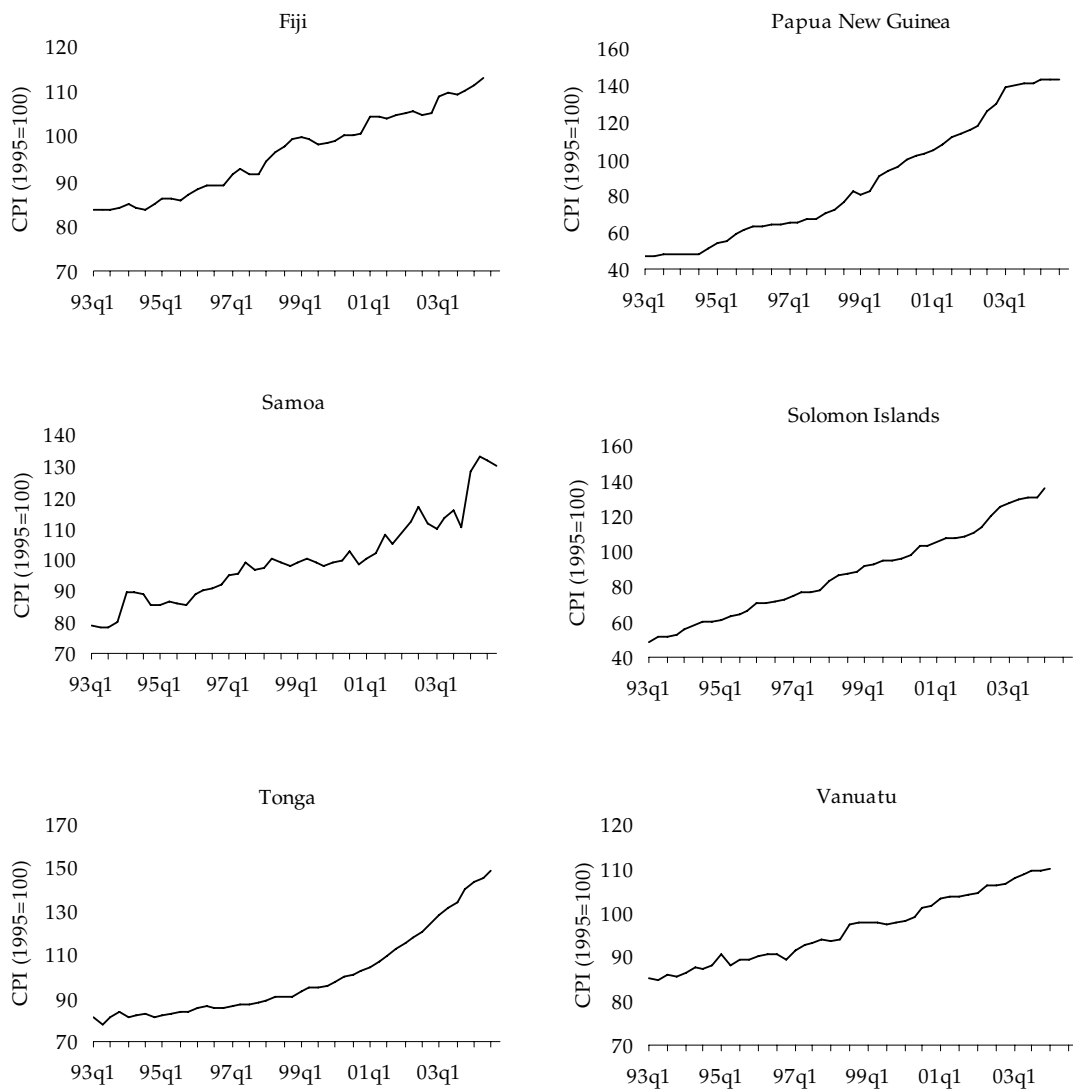 Fiji
CPI (1995=100)
120
110
100
90
80
70
93q1 95q1 97q1 99q1 01q1 03q1
Papua New Guinea
CPI (1995=100)
160
140
120
100
80
60
40
93q1 95q1 97q1 99q1 01q1 03q1
Samoa
CPI (1995=100)
140
130
120
110
100
90
80
70
93q1 95q1 97q1 99q1 01q1 03q1
Solomon Islands
CPI (1995=100)
160
140
120
100
80
60
40
93q1 95q1 97q1 99q1 01q1 03q1
Tonga
CPI (1995=100)
170
150
130
110
90
70
93q1 95q1 97q1 99q1 01q1 03q1
Vanuatu
CPI (1995=100)
120
110
100
90
80
70
93q1 95q1 97q1 99q1 01q1 03q1